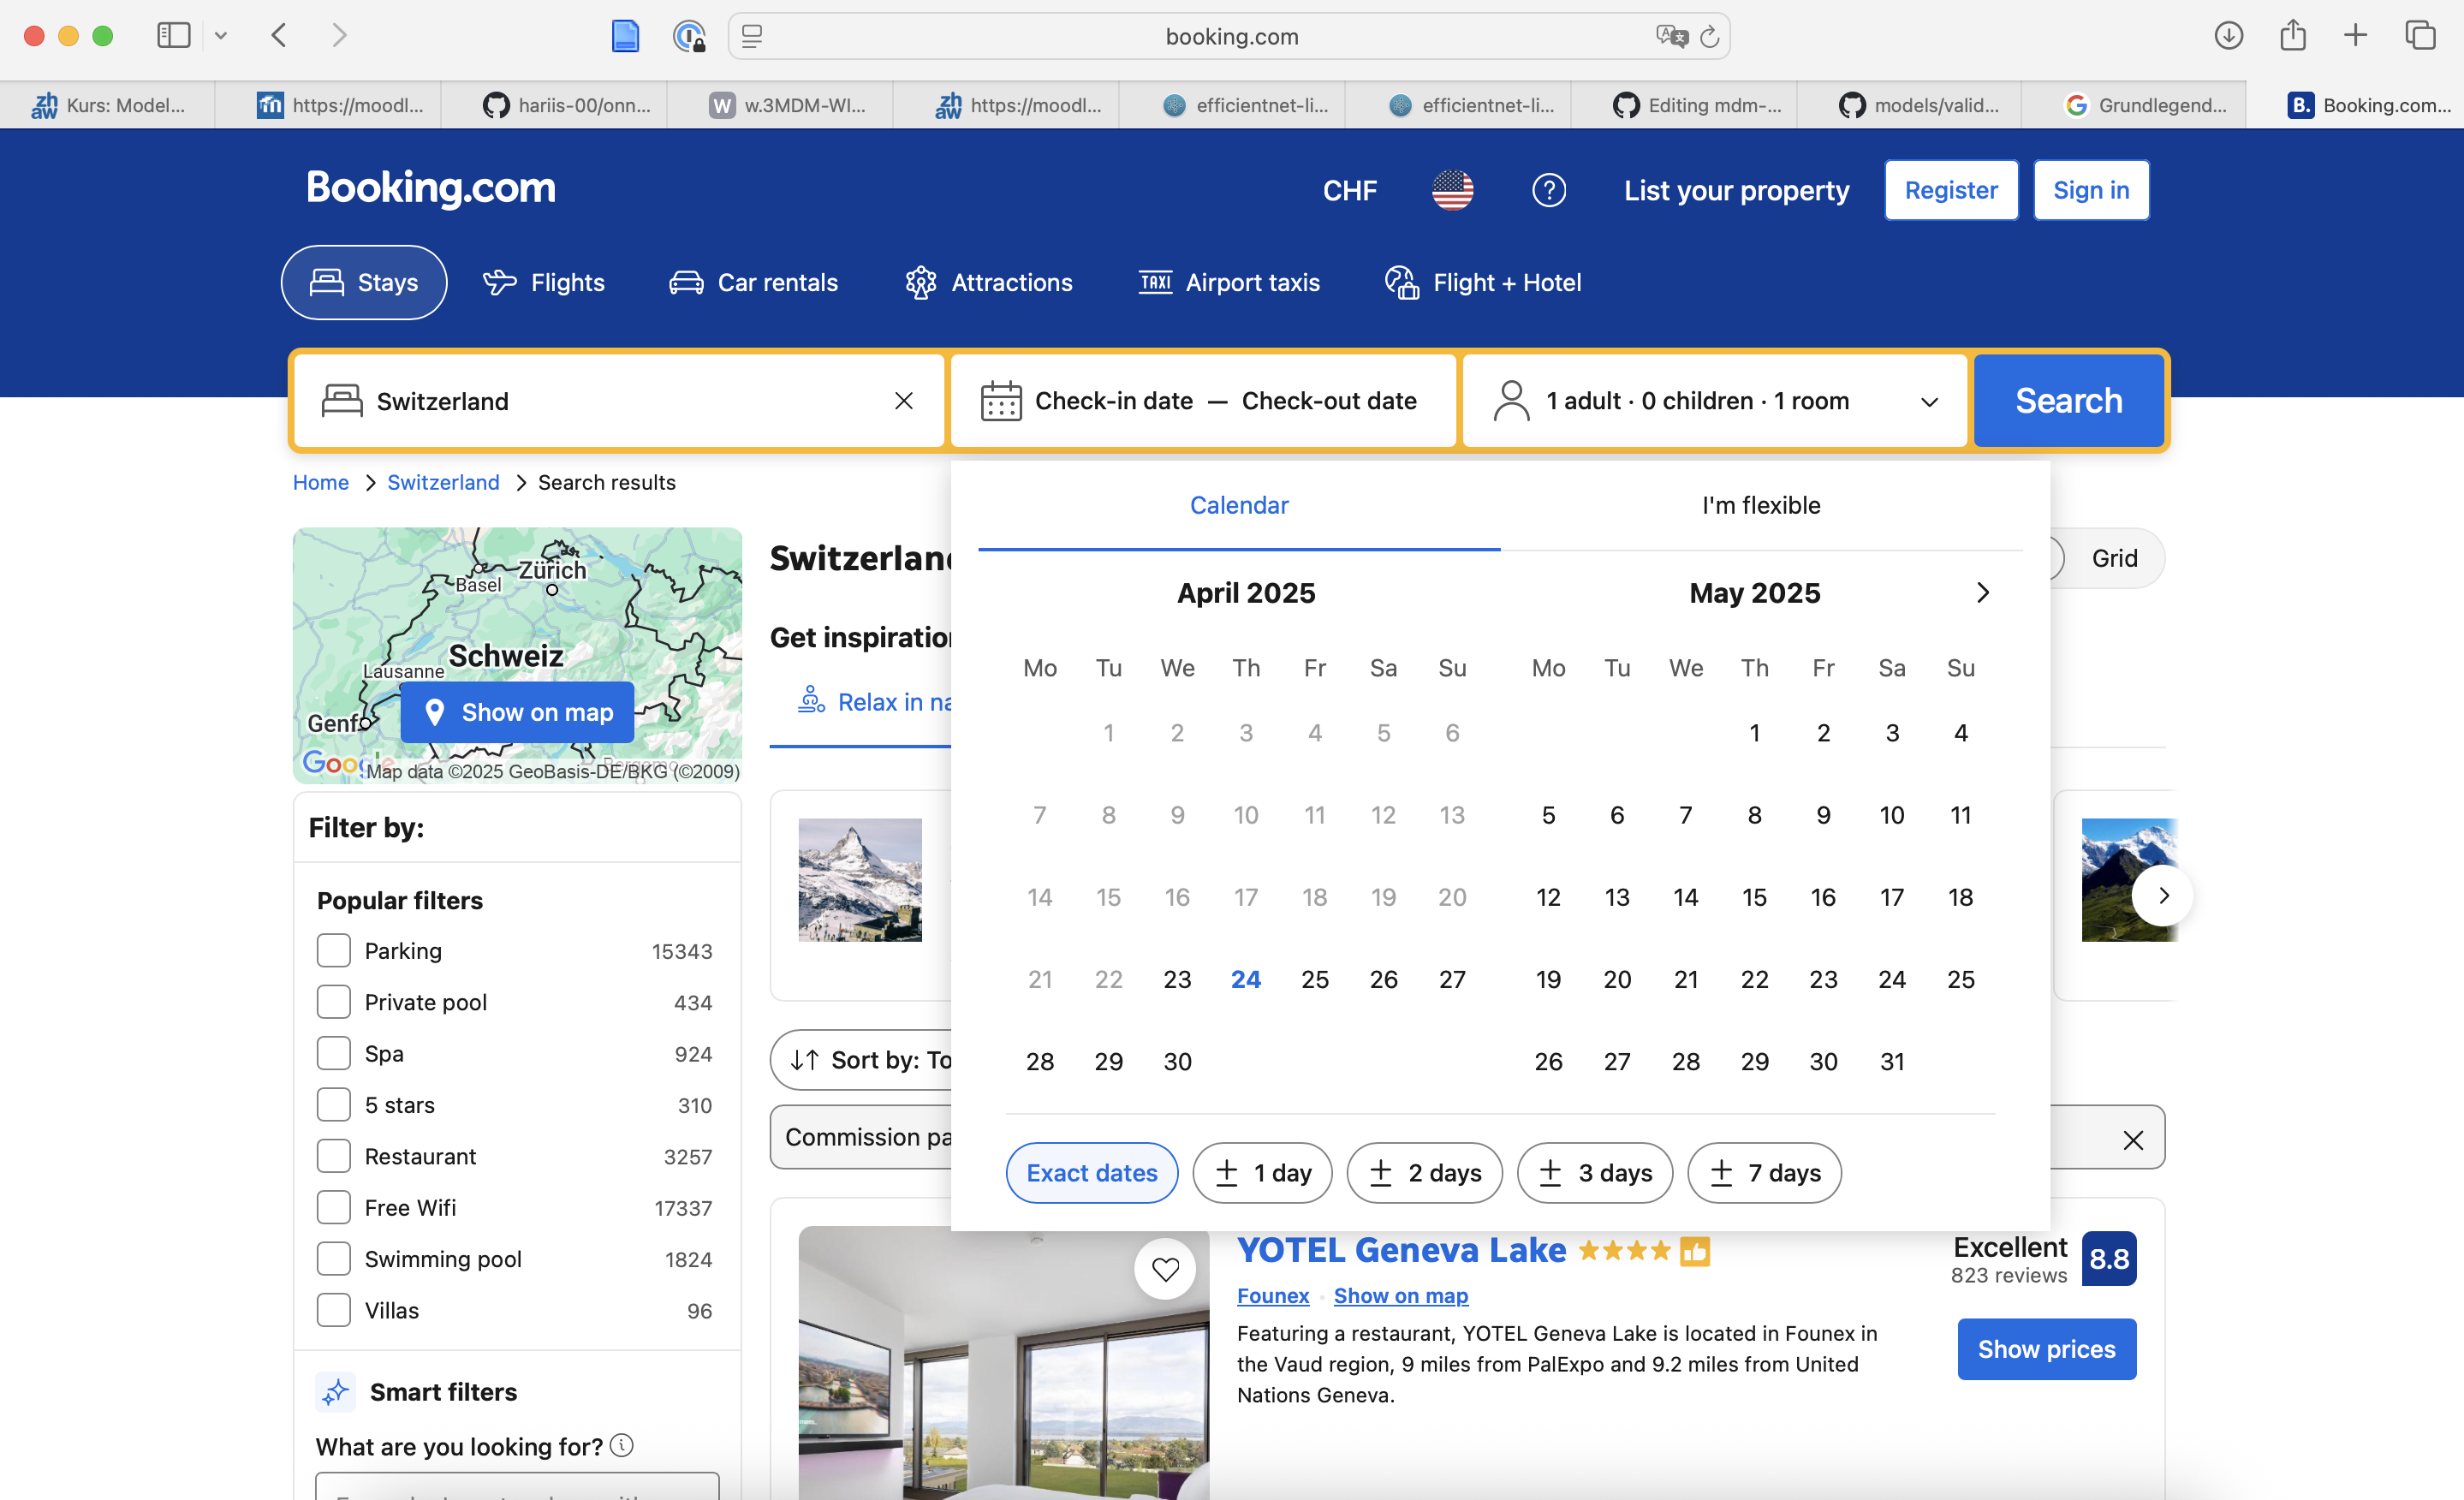 booking.com
Kurs: Model...
https://moodl...
hariis-00/onn...
W w.3MDM-WI...
https://moodl...
efficientnet-li...
efficientnet-li...
Editing mdm-...
models/valid...
Grundlegend...
B. Booking.com...
Booking.com
CHF
List your property
Register
Sign in
Stays
Flights
Car rentals
Attractions
TAXI Airport taxis
Flight + Hotel
Switzerland
Check-in date — Check-out date
1 adult · 0 children · 1 room
Search
Home > Switzerland > Search results
Calendar
I'm flexible
Grid
Basel
Zürich
Schweiz
Lausanne
Genf
Show on map
Google
Bergamo
Map data ©2025 GeoBasis-DE/BKG (©2009)
Switzerland
Get inspiration
Relax in na
April 2025
Mo Tu We Th Fr Sa Su
1 2 3 4 5 6
7 8 9 10 11 12 13
14 15 16 17 18 19 20
21 22 23 24 25 26 27
28 29 30
May 2025
Mo Tu We Th Fr Sa Su
1 2 3 4
5 6 7 8 9 10 11
12 13 14 15 16 17 18
19 20 21 22 23 24 25
26 27 28 29 30 31
Exact dates
± 1 day
± 2 days
± 3 days
± 7 days
Filter by:
Popular filters
Parking 15343
Private pool 434
Spa 924
5 stars 310
Restaurant 3257
Free Wifi 17337
Swimming pool 1824
Villas 96
Smart filters
What are you looking for?
Sort by: To
Commission pa
YOTEL Geneva Lake
Founex
Show on map
Featuring a restaurant, YOTEL Geneva Lake is located in Founex in
the Vaud region, 9 miles from PalExpo and 9.2 miles from United
Nations Geneva.
Excellent
823 reviews
8.8
Show prices